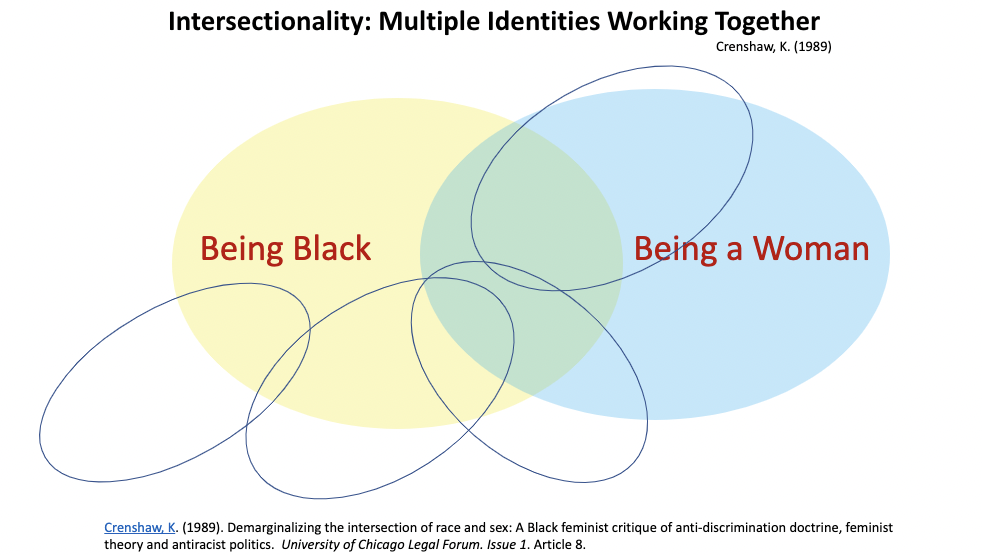 Intersectionality: Multiple Identities Working Together
Crenshaw, K. (1989)
Being Black
Being a Woman
Crenshaw, K. (1989). Demarginalizing the intersection of race and sex: A Black feminist critique of anti-discrimination doctrine, feminist
theory and antiracist politics. University of Chicago Legal Forum. Issue 1. Article 8.